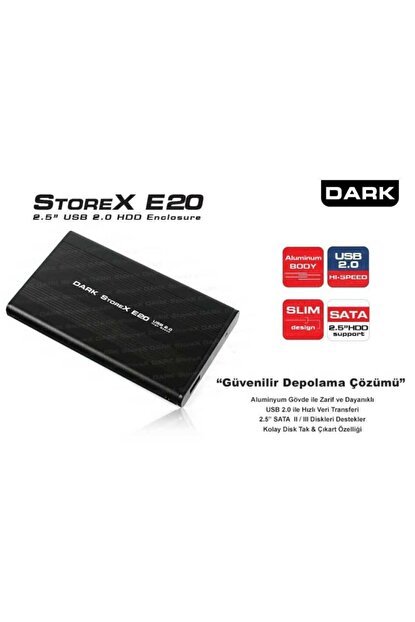 STOREX E20
2.5" USB 2.0 HDD Enclosure
DARK
Aluminum
BODY
USB
2.0
HI-SPEED
SLIM
design
SATA
2.5"HDD
support
DARK STOREX E20 USB 2.0
“Güvenilir Depolama Çözümü”
Aluminyum Gövde ile Zarif ve Dayanıklı
USB 2.0 ile Hızlı Veri Transferi
2.5” SATA II / III Diskleri Destekler
Kolay Disk Tak & Çıkart Özelliği